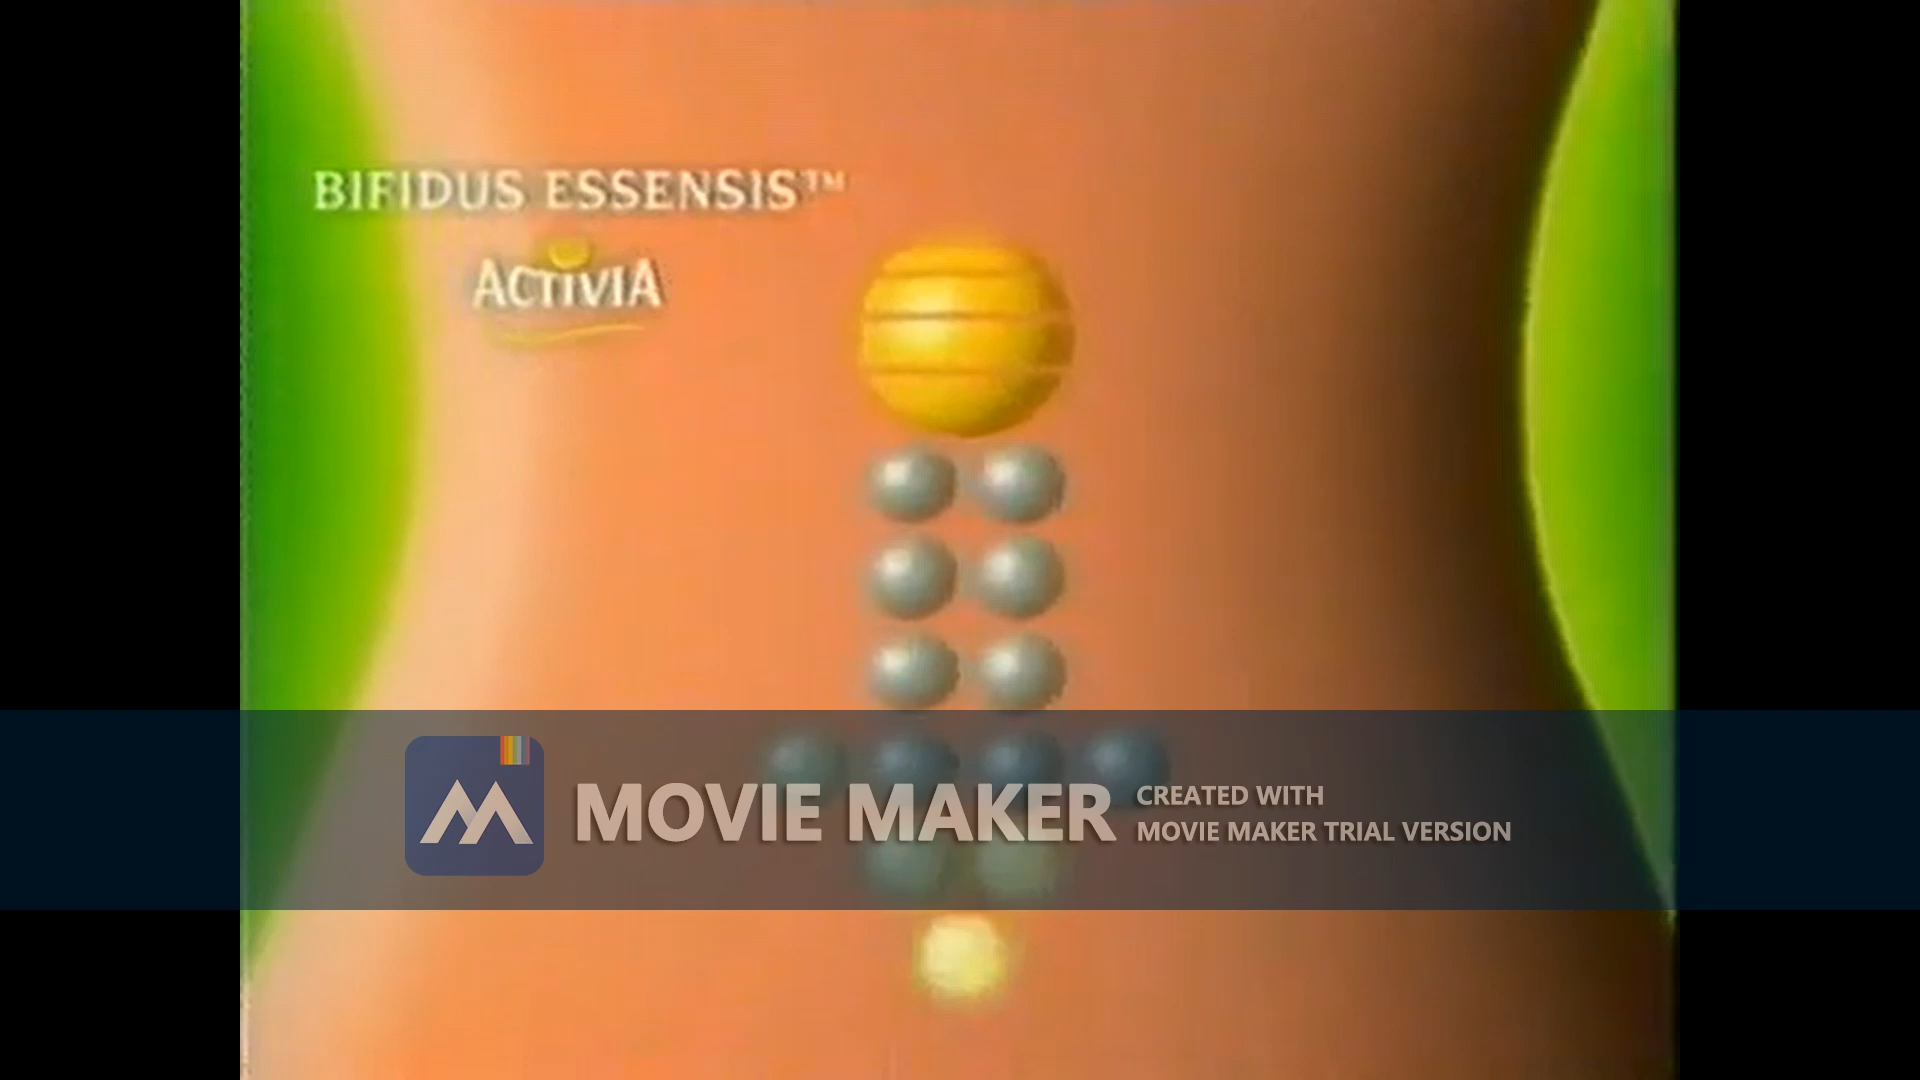 BIFIDUS ESSENSIS™
ACTIVIA
MOVIE MAKER
CREATED WITH
MOVIE MAKER TRIAL VERSION